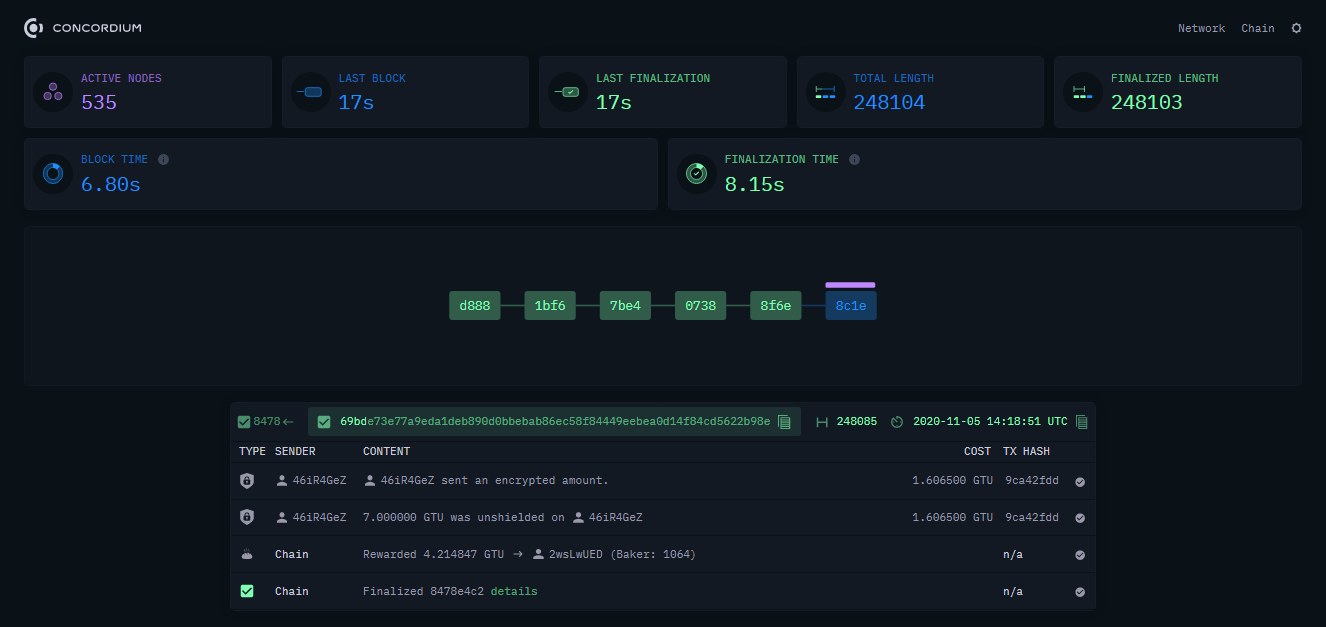 CONCORDIUM
Network Chain
ACTIVE NODES
535
LAST BLOCK
17s
LAST FINALIZATION
17s
TOTAL LENGTH
248104
FINALIZED LENGTH
248103
BLOCK TIME
6.80s
FINALIZATION TIME
8.15s
d888 1bf6 7be4 0738 8f6e 8c1e
8478← 69bde73e77a9eda1deb890d0bbebab86ec58f84449eebea0d14f84cd5622b98e 248085 2020-11-05 14:18:51 UTC
TYPE SENDER CONTENT COST TX HASH
46iR4GeZ 46iR4GeZ sent an encrypted amount. 1.606500 GTU 9ca42fdd
46iR4GeZ 7.000000 GTU was unshielded on 46iR4GeZ 1.606500 GTU 9ca42fdd
Chain Rewarded 4.214847 GTU → 2wsLwUED (Baker: 1064) n/a
Chain Finalized 8478e4c2 details n/a